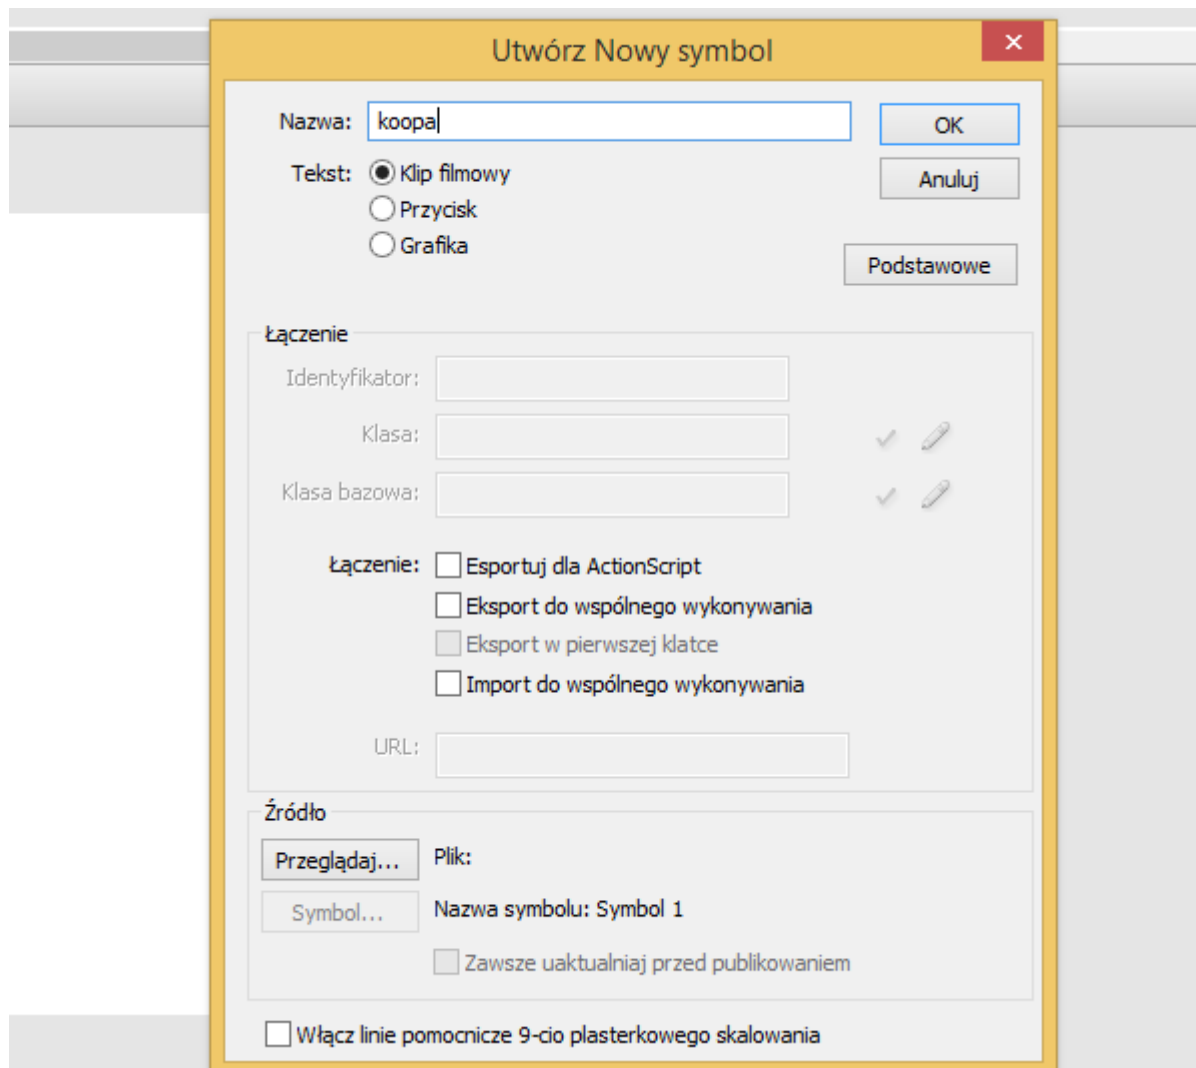 Utwórz Nowy symbol
Nazwa: koopa
OK
Tekst: Klip filmowy
Anuluj
Przycisk
Grafika
Podstawowe
Łączenie
Identyfikator:
Klasa:
Klasa bazowa:
Łączenie: Esportuj dla ActionScript
Eksport do wspólnego wykonywania
Eksport w pierwszej klatce
Import do wspólnego wykonywania
URL:
Źródło
Przeglądaj... Plik:
Symbol... Nazwa symbolu: Symbol 1
Zawsze uaktualniaj przed publikowaniem
Włącz linie pomocnicze 9-cio plasterkowego skalowania